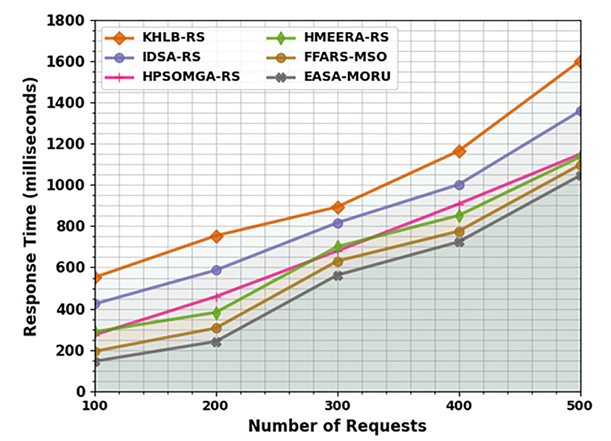 1800
1600
1400
1200
1000
800
600
400
200
0
Response Time (milliseconds)
KHLB-RS
IDSA-RS
HPSOMGA-RS
HMEERA-RS
FFARS-MSO
EASA-MORU
100 200 300 400 500
Number of Requests